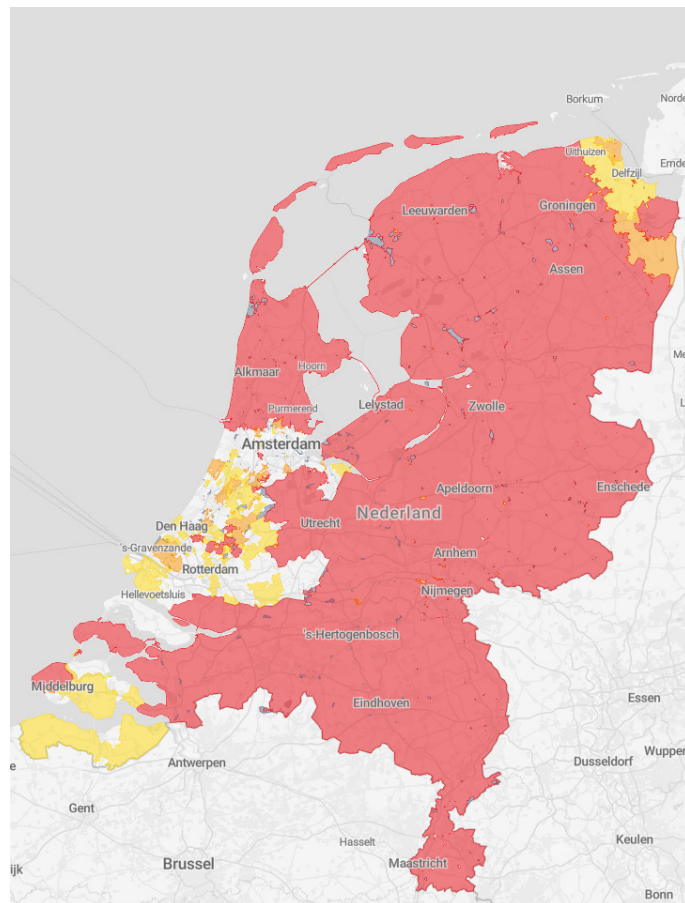 Borkum
Norde
Uithuizen
Delfzijl
Emde
Leeuwarden
Groningen
Assen
Alkmaar
Hoorn
Me
Purmerend
Lelystad
Zwolle
L
Amsterdam
Apeldoorn
Enschede
Nederland
Den Haag
Utrecht
's-Gravenzande
Arnhem
Rotterdam
Nijmegen
Hellevoetsluis
's-Hertogenbosch
Middelburg
Eindhoven
Essen
Wupper
e
Antwerpen
Dusseldorf
Gent
Hasselt
Keulen
Brussel
Maastricht
ijk
Bonn